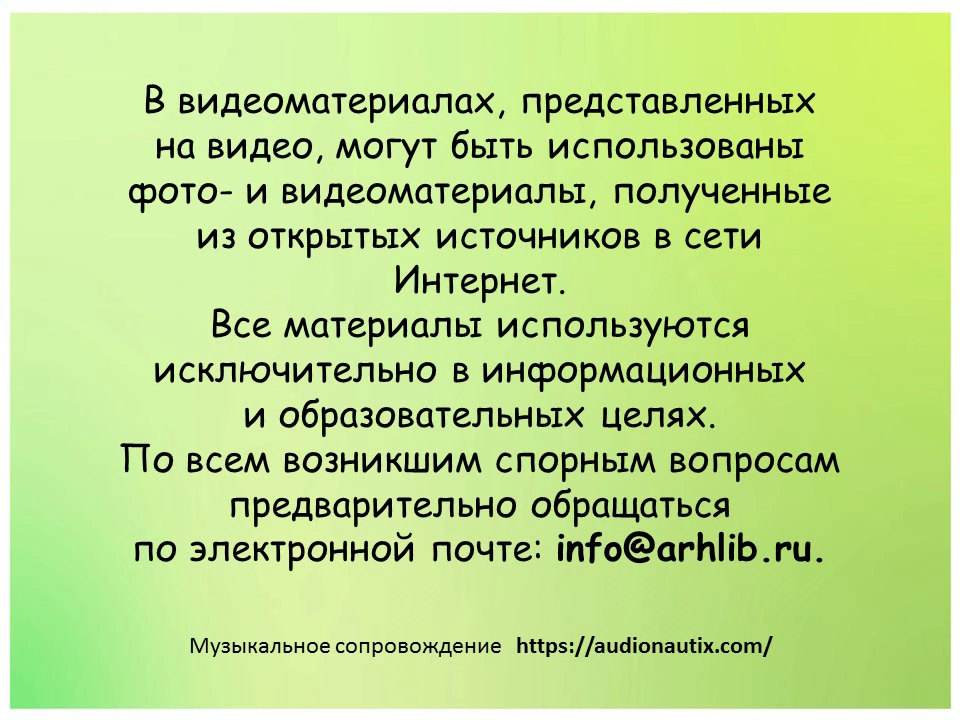 В видеоматериалах, представленных
на видео, могут быть использованы
фото- и видеоматериалы, полученные
из открытых источников в сети
Интернет.
Все материалы используются
исключительно в информационных
и образовательных целях.
По всем возникшим спорным вопросам
предварительно обращаться
по электронной почте: info@arhlib.ru.
Музыкальное сопровождение https://audionautix.com/